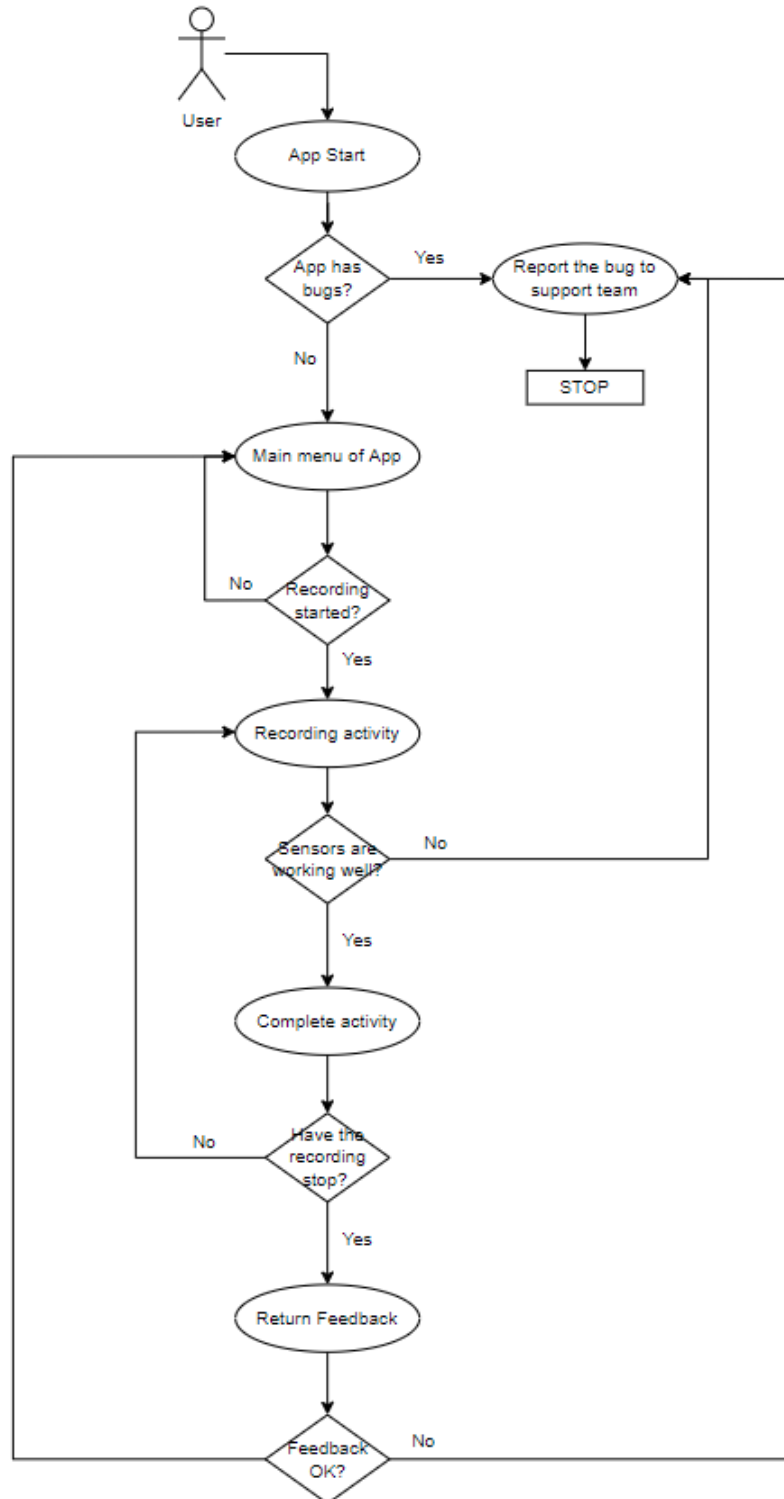 User
App Start
App has
bugs?
Yes
Report the bug to
support team
No
STOP
Main menu of App
No
Recording
started?
Yes
Recording activity
Sensors are
working well?
No
Yes
Complete activity
Have the
recording
stop?
No
Yes
Return Feedback
Feedback
OK?
No